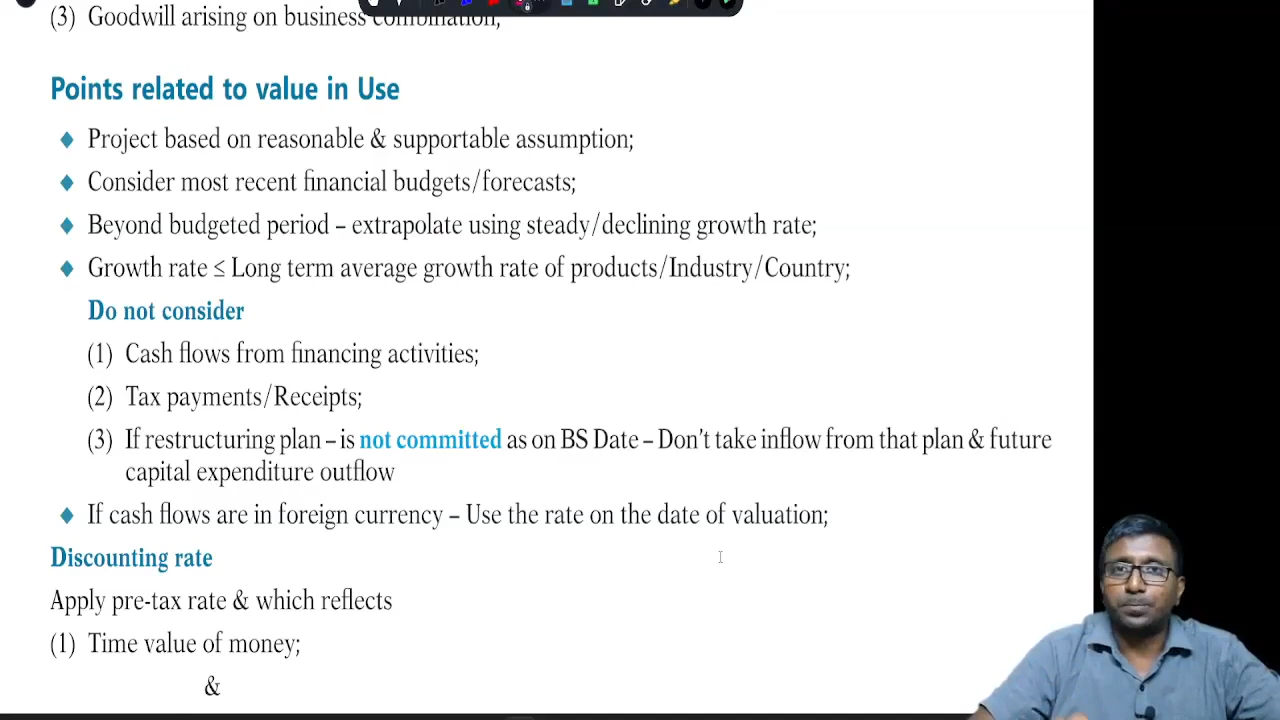 (3) Goodwill arising on business combination;
Points related to value in Use
♦ Project based on reasonable & supportable assumption;
♦ Consider most recent financial budgets/forecasts;
♦ Beyond budgeted period – extrapolate using steady/declining growth rate;
♦ Growth rate ≤ Long term average growth rate of products/Industry/Country;
Do not consider
(1) Cash flows from financing activities;
(2) Tax payments/Receipts;
(3) If restructuring plan – is not committed as on BS Date – Don't take inflow from that plan & future
capital expenditure outflow
♦ If cash flows are in foreign currency – Use the rate on the date of valuation;
Discounting rate
Apply pre-tax rate & which reflects
(1) Time value of money;
&